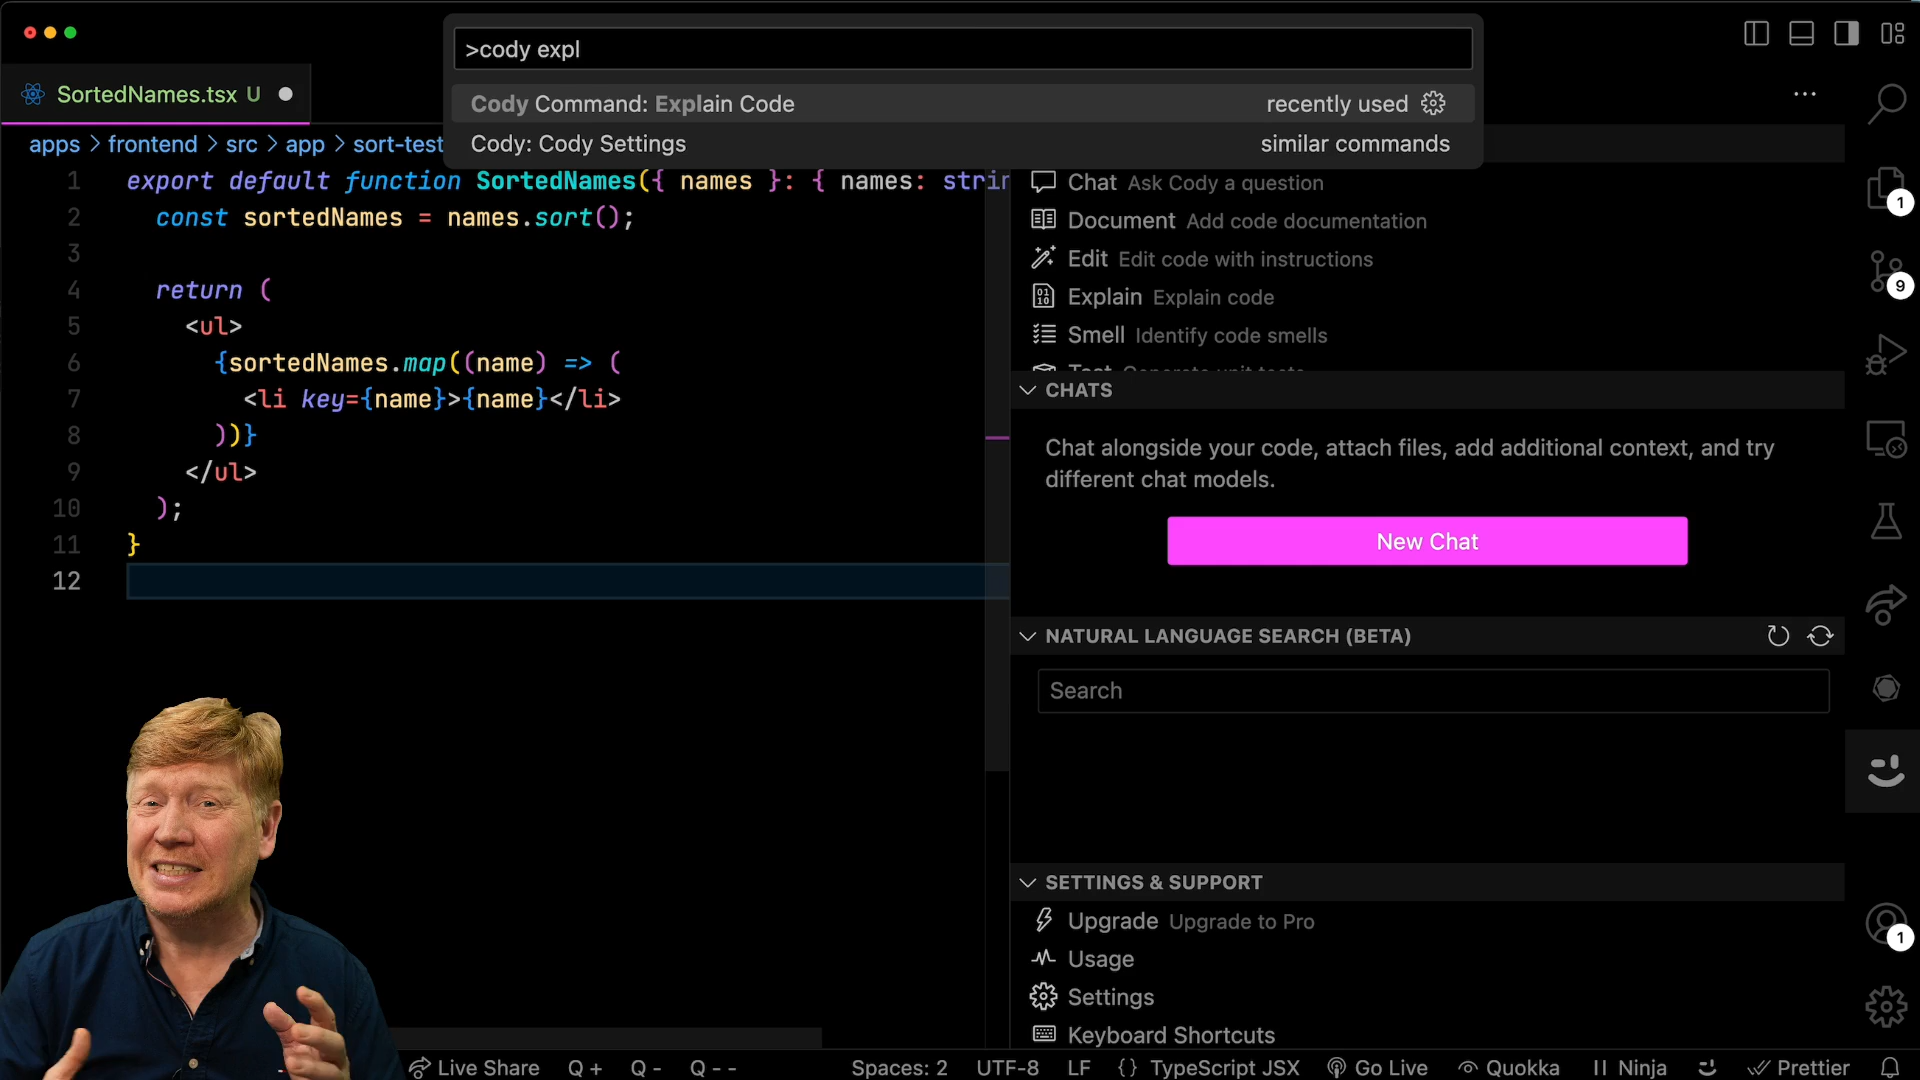 >cody expl
Cody Command: Explain Code recently used
Cody: Cody Settings similar commands
SortedNames.tsx U
apps > frontend > src > app > sort-test
1 export default function SortedNames({ names }: { names: strin
2 const sortedNames = names.sort();
3
4 return (
5 <ul>
6 {sortedNames.map((name) => (
7 <li key={name}>{name}</li>
8 ))}
9 </ul>
10 );
11 }
12
Chat Ask Cody a question
Document Add code documentation
Edit Edit code with instructions
Explain Explain code
Smell Identify code smells
Test Generate unit tests
CHATS
Chat alongside your code, attach files, add additional context, and try
different chat models.
New Chat
NATURAL LANGUAGE SEARCH (BETA)
Search
SETTINGS & SUPPORT
Upgrade Upgrade to Pro
Usage
Settings
Keyboard Shortcuts
1
9
1
Live Share Q + Q - Q - - Spaces: 2 UTF-8 LF {} TypeScript JSX Go Live Quokka Ninja Prettier